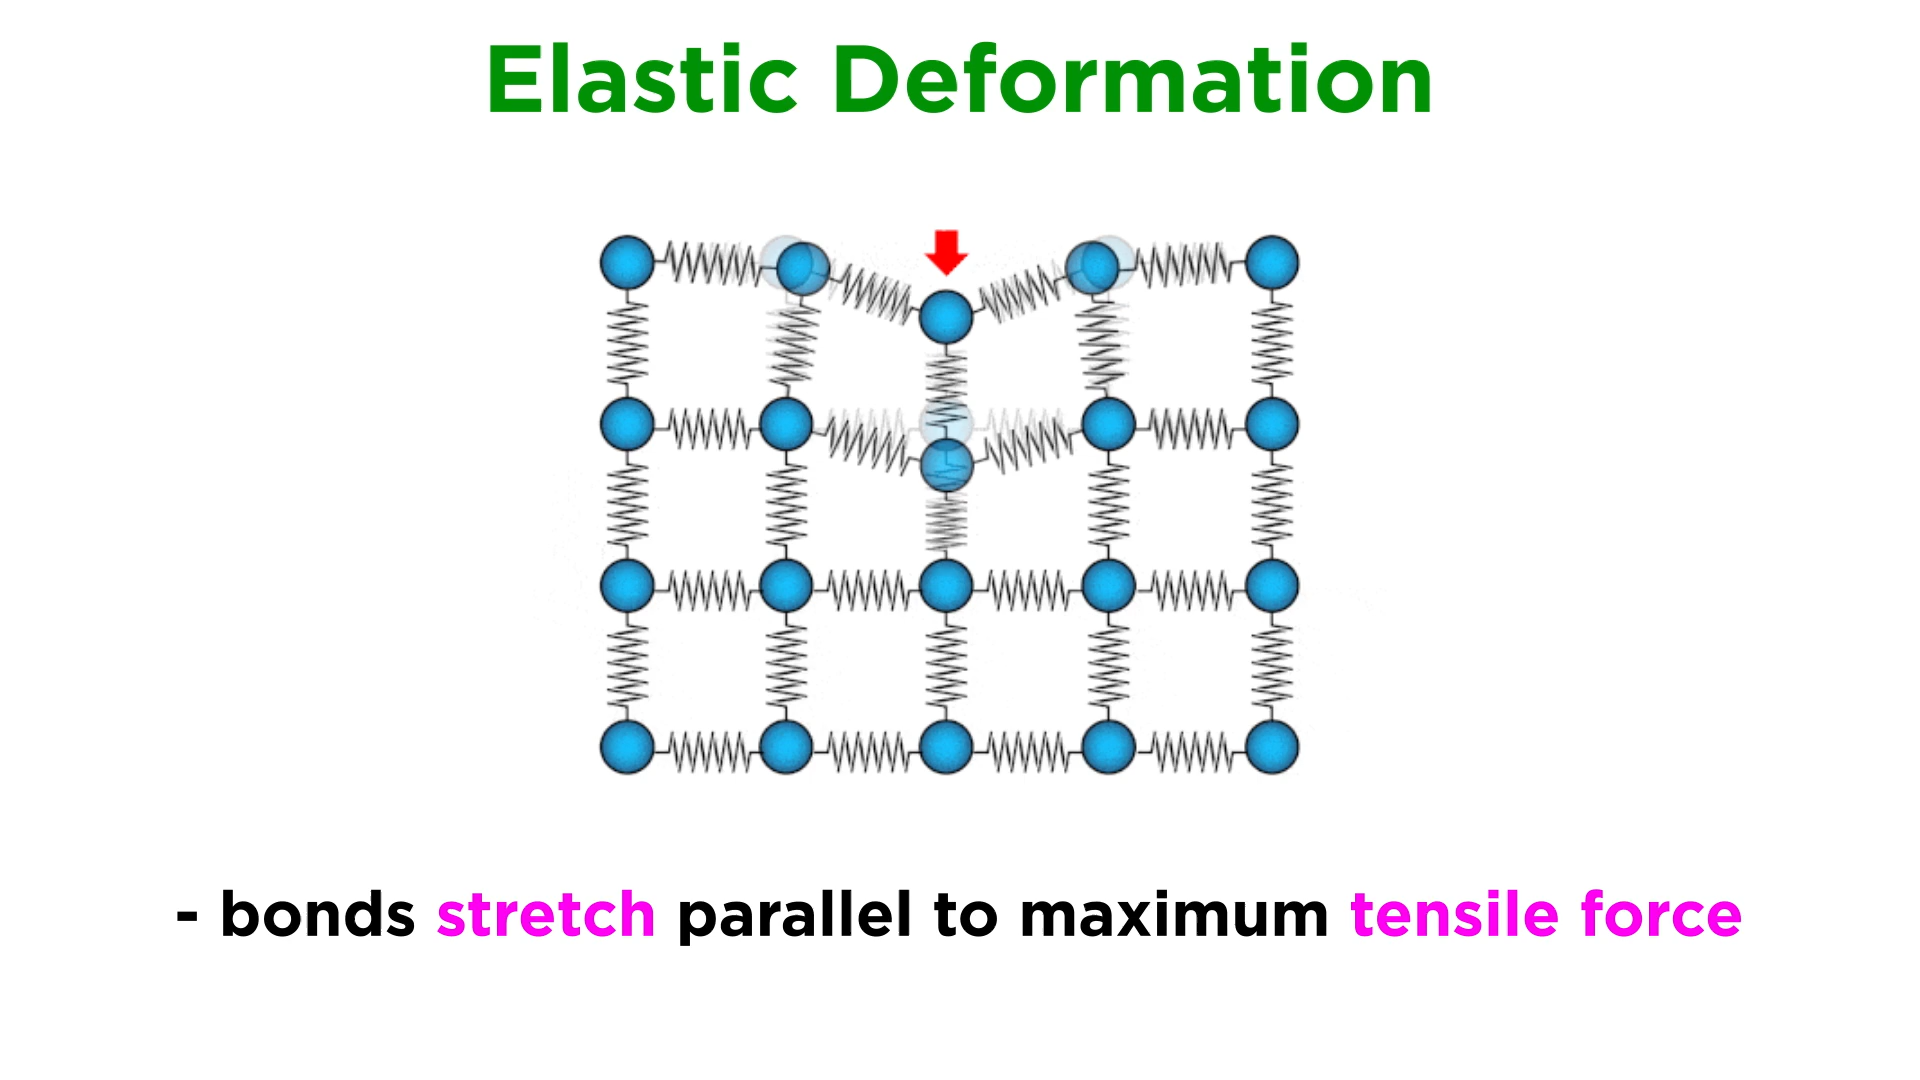 Elastic Deformation
- bonds stretch parallel to maximum tensile force